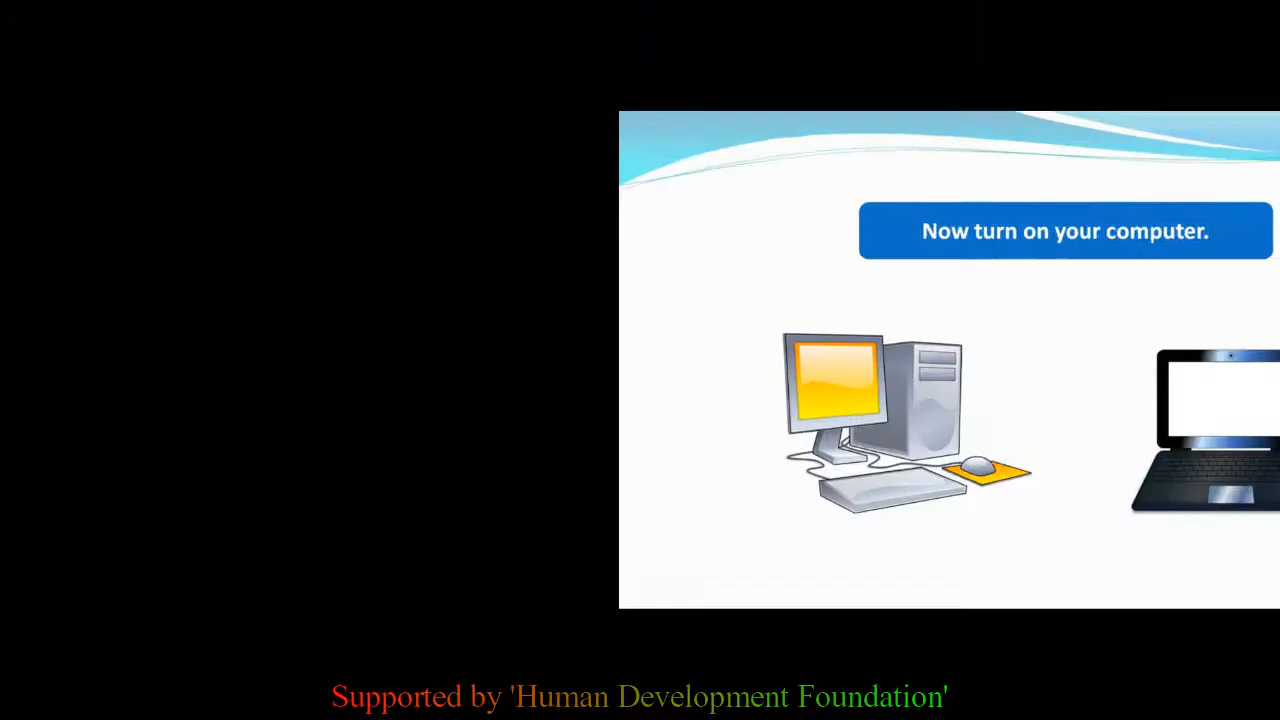 Now turn on your computer.
Supported by 'Human Development Foundation'